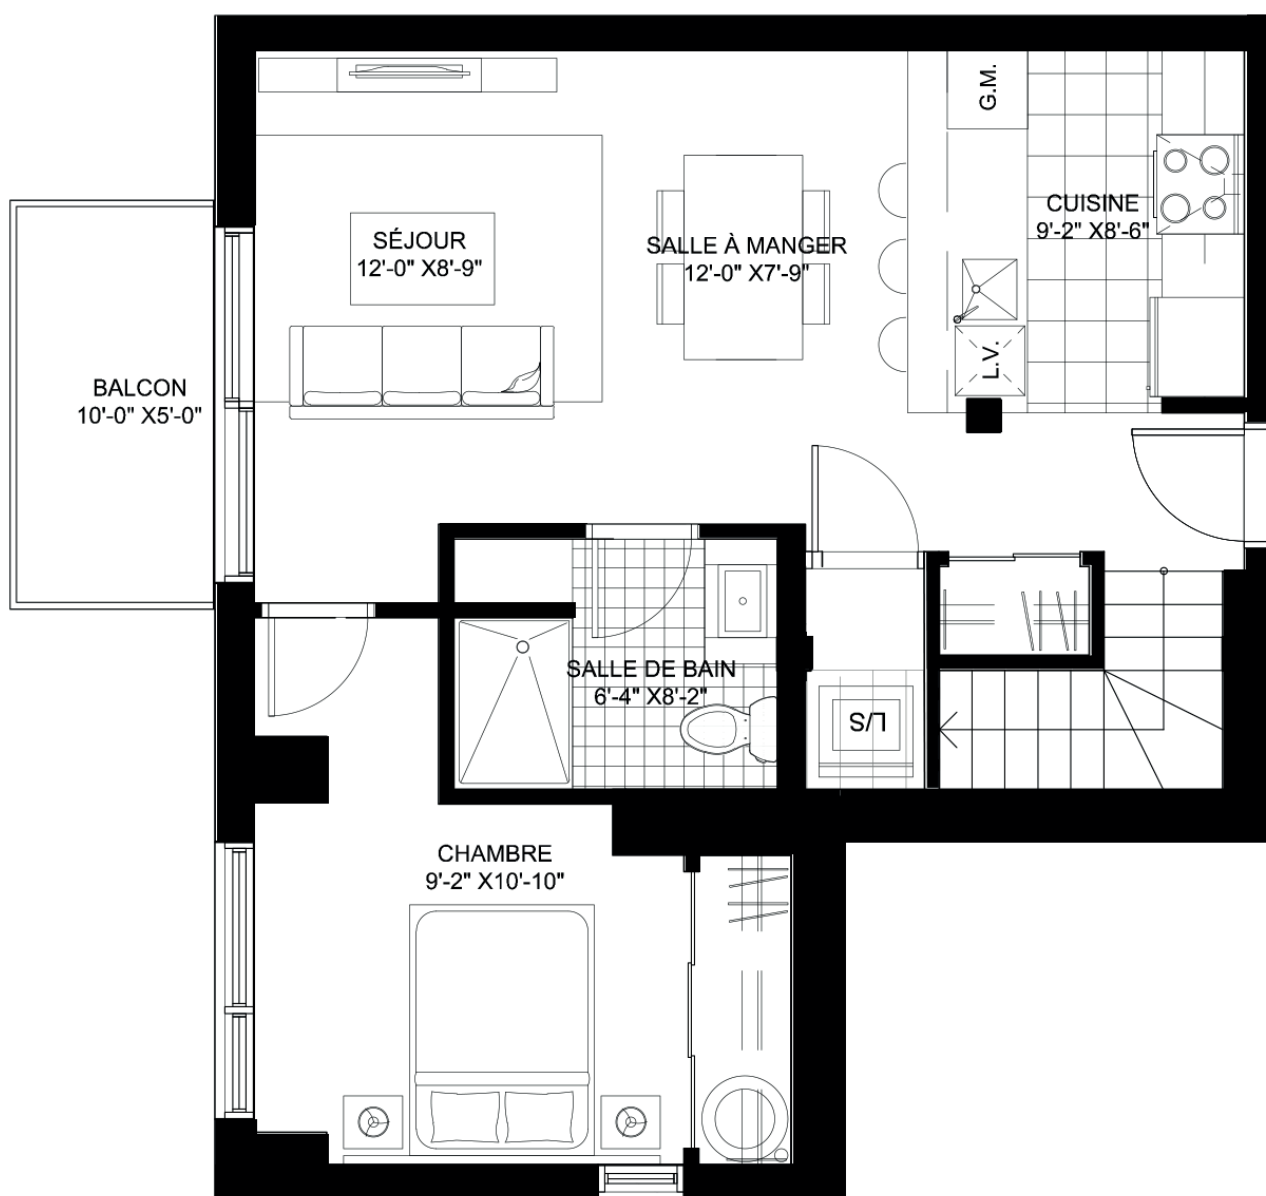 G.M.
CUISINE
9'-2" X8'-6"
SÉJOUR
12'-0" X8'-9"
SALLE À MANGER
12'-0" X7'-9"
L.V.
BALCON
10'-0" X5'-0"
SALLE DE BAIN
6'-4" X8'-2"
L/S
CHAMBRE
9'-2" X10'-10"